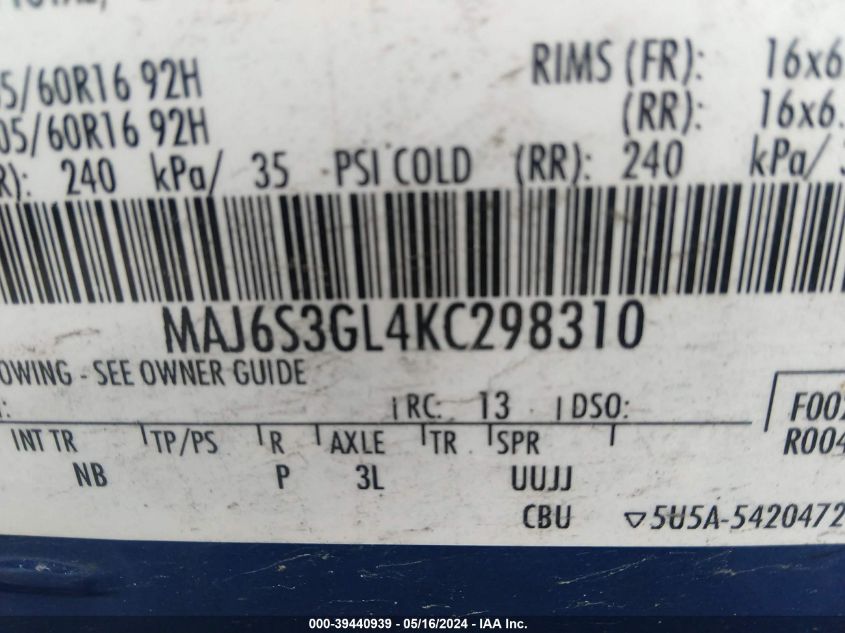 RIMS (FR): 16x6
5/60R16 92H
(RR): 16x6.
05/60R16 92H
R): 240 kPa/ 35 PSI COLD (RR): 240 kPa/
MAJ6S3GL4KC298310
OWING - SEE OWNER GUIDE
RC: 13 DSO: F00
INT TR TP/PS R AXLE TR SPR R004
NB P 3L UUJJ
CBU ▽5U5A-5420472
000-39440939 - 05/16/2024 - IAA Inc.